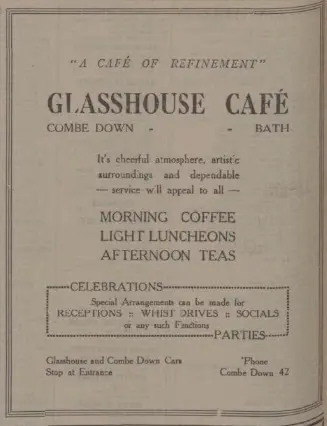 "A CAFÉ OF REFINEMENT"
GLASSHOUSE CAFÉ
COMBE DOWN - - BATH
It's cheerful atmosphere, artistic
surroundings and dependable
— service will appeal to all —
MORNING COFFEE
LIGHT LUNCHEONS
AFTERNOON TEAS
CELEBRATIONS
Special Arrangements can be made for
RECEPTIONS :: WHIST DRIVES :: SOCIALS
or any such Functions
PARTIES
Glasshouse and Combe Down Cars 'Phone
Stop at Entrance Combe Down 42